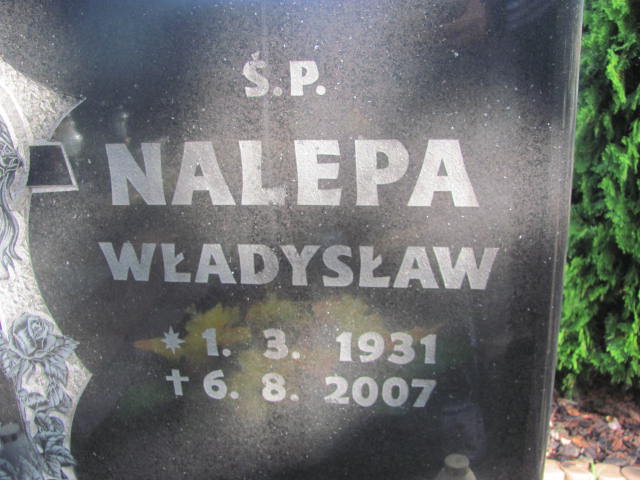 Ś.P.
NALEPA
WŁADYSŁAW
* 1. 3. 1931
✝ 6. 8. 2007